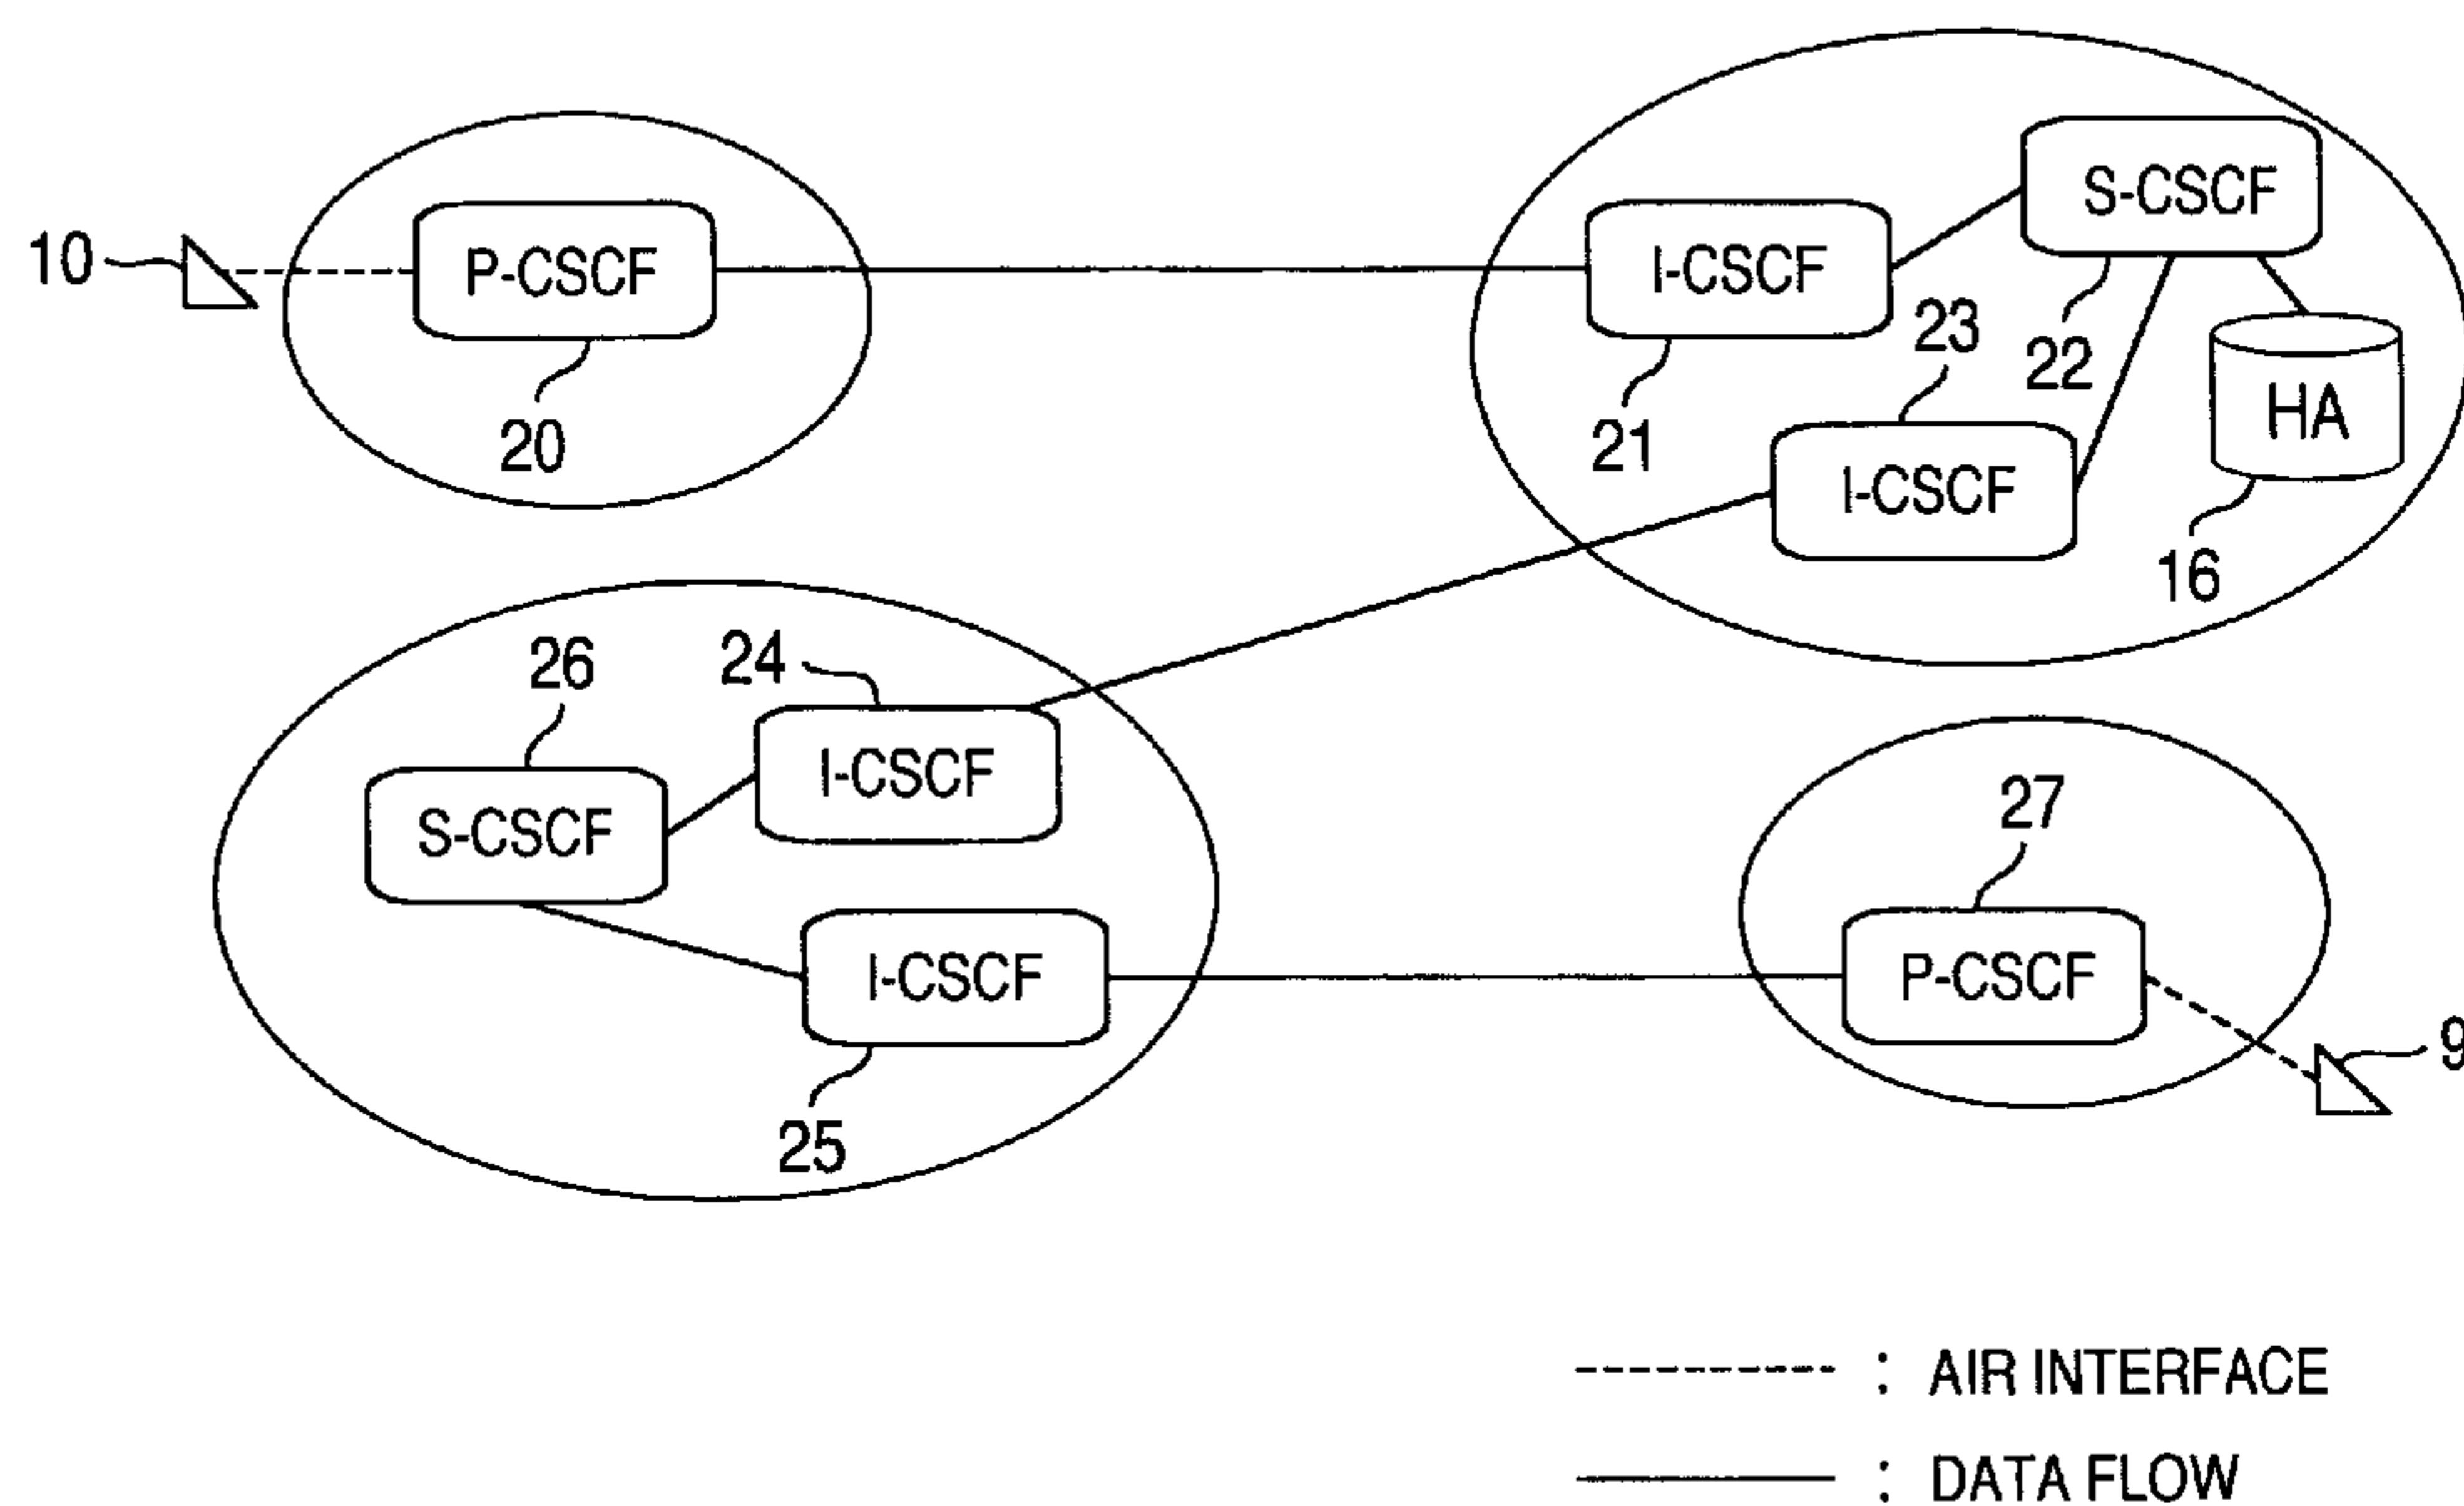 10
P-CSCF
20
I-CSCF
21
S-CSCF
22
23
I-CSCF
HA
16
26
24
S-CSCF
I-CSCF
I-CSCF
25
27
P-CSCF
9
: AIR INTERFACE
: DATA FLOW